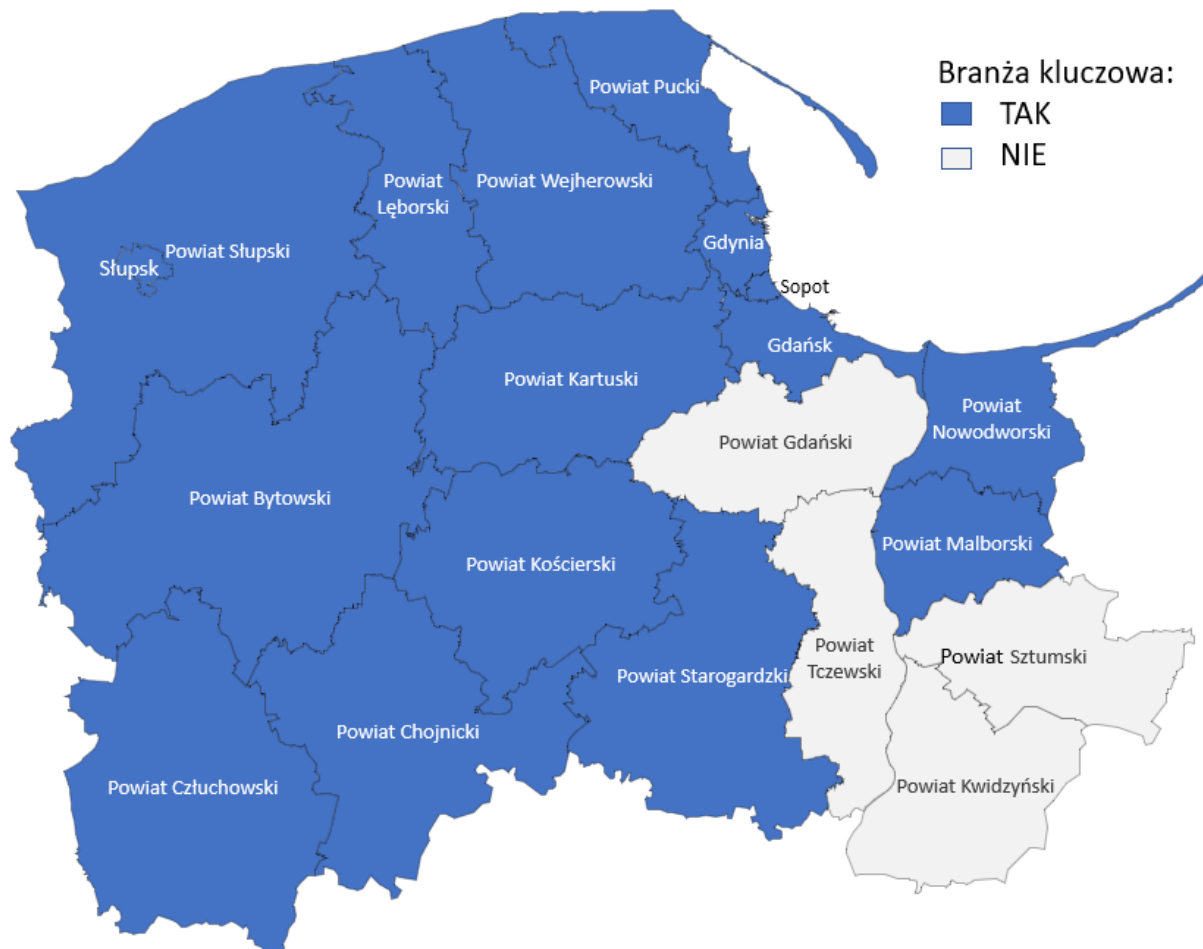 Branża kluczowa:
TAK
NIE
Powiat Pucki
Powiat
Lęborski
Powiat Wejherowski
Powiat Słupski
Słupsk
Gdynia
Sopot
Gdańsk
Powiat Kartuski
Powiat
Nowodworski
Powiat Gdański
Powiat Bytowski
Powiat Kościerski
Powiat Malborski
Powiat
Tczewski
Powiat Sztumski
Powiat Starogardzki
Powiat Chojnicki
Powiat Człuchowski
Powiat Kwidzyński